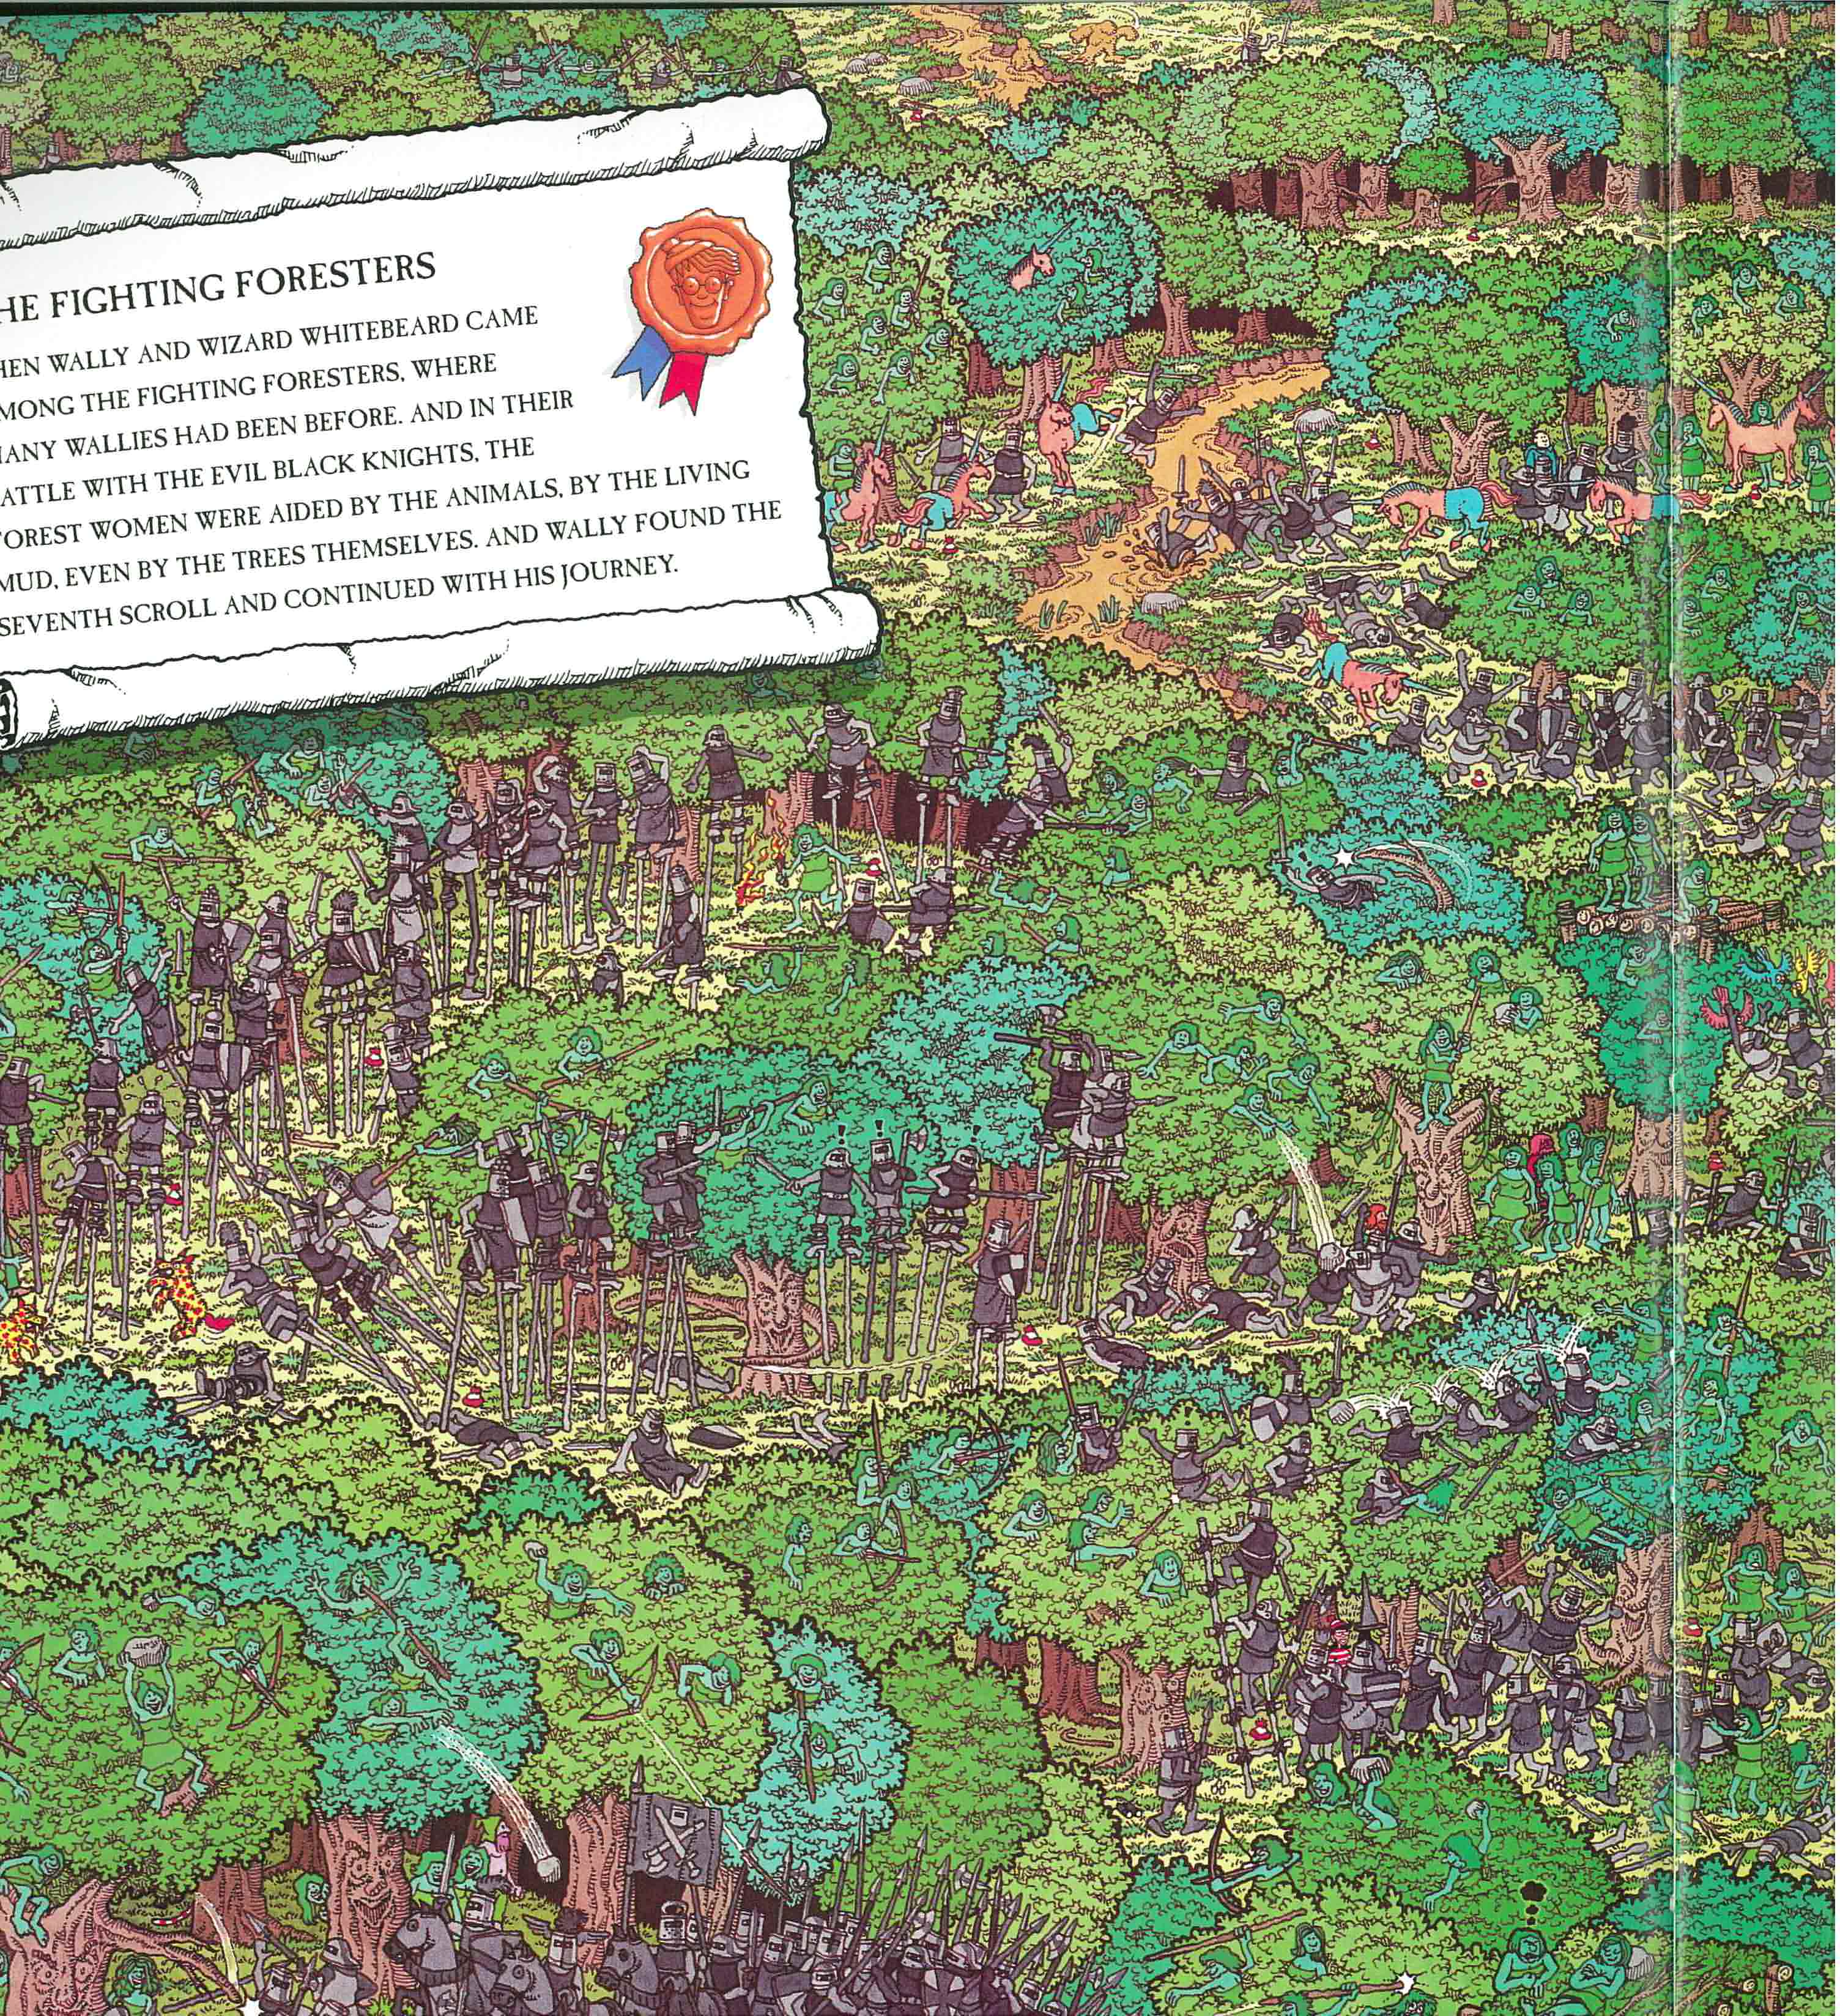 HE FIGHTING FORESTERS
HEN WALLY AND WIZARD WHITEBEARD CAME
MONG THE FIGHTING FORESTERS, WHERE
ANY WALLIES HAD BEEN BEFORE. AND IN THEIR
ATTLE WITH THE EVIL BLACK KNIGHTS, THE
FOREST WOMEN WERE AIDED BY THE ANIMALS, BY THE LIVING
MUD, EVEN BY THE TREES THEMSELVES. AND WALLY FOUND THE
SEVENTH SCROLL AND CONTINUED WITH HIS JOURNEY.